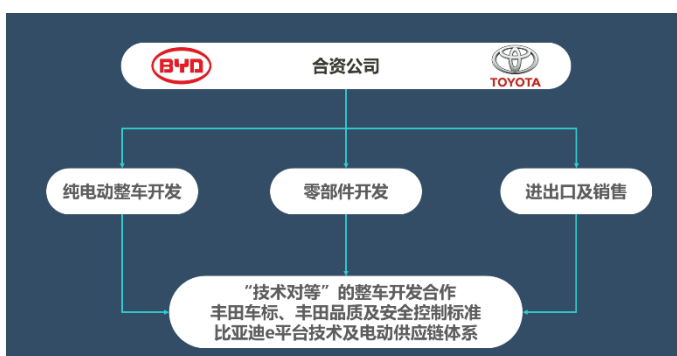 BYD 合资公司 TOYOTA
纯电动整车开发 零部件开发 进出口及销售
“技术对等”的整车开发合作
丰田车标、丰田品质及安全控制标准
比亚迪e平台技术及电动供应链体系